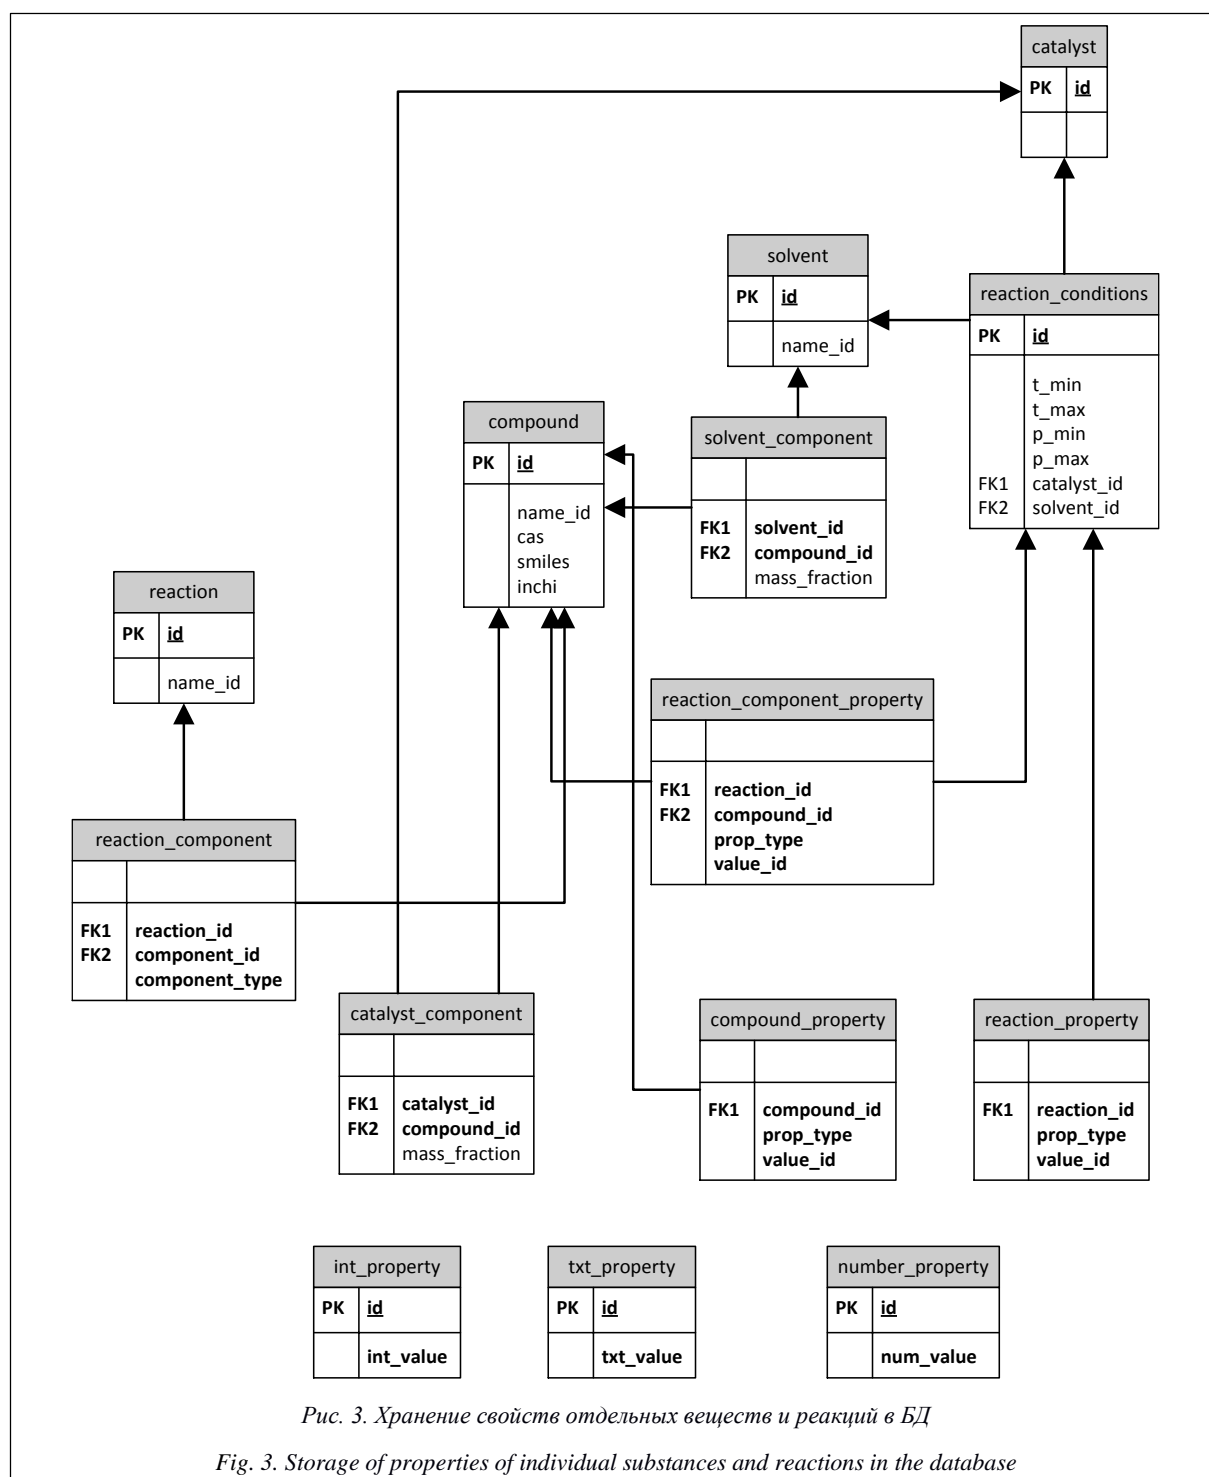 catalyst
PK id
solvent
PK id
name_id
reaction_conditions
PK id
t_min
t_max
p_min
p_max
FK1 catalyst_id
FK2 solvent_id
compound
PK id
name_id
cas
smiles
inchi
solvent_component
FK1 solvent_id
FK2 compound_id
mass_fraction
reaction
PK id
name_id
reaction_component_property
FK1 reaction_id
FK2 compound_id
prop_type
value_id
reaction_component
FK1 reaction_id
FK2 component_id
component_type
catalyst_component
FK1 catalyst_id
FK2 compound_id
mass_fraction
compound_property
FK1 compound_id
prop_type
value_id
reaction_property
FK1 reaction_id
prop_type
value_id
int_property
PK id
int_value
txt_property
PK id
txt_value
number_property
PK id
num_value
Рис. 3. Хранение свойств отдельных веществ и реакций в БД
Fig. 3. Storage of properties of individual substances and reactions in the database